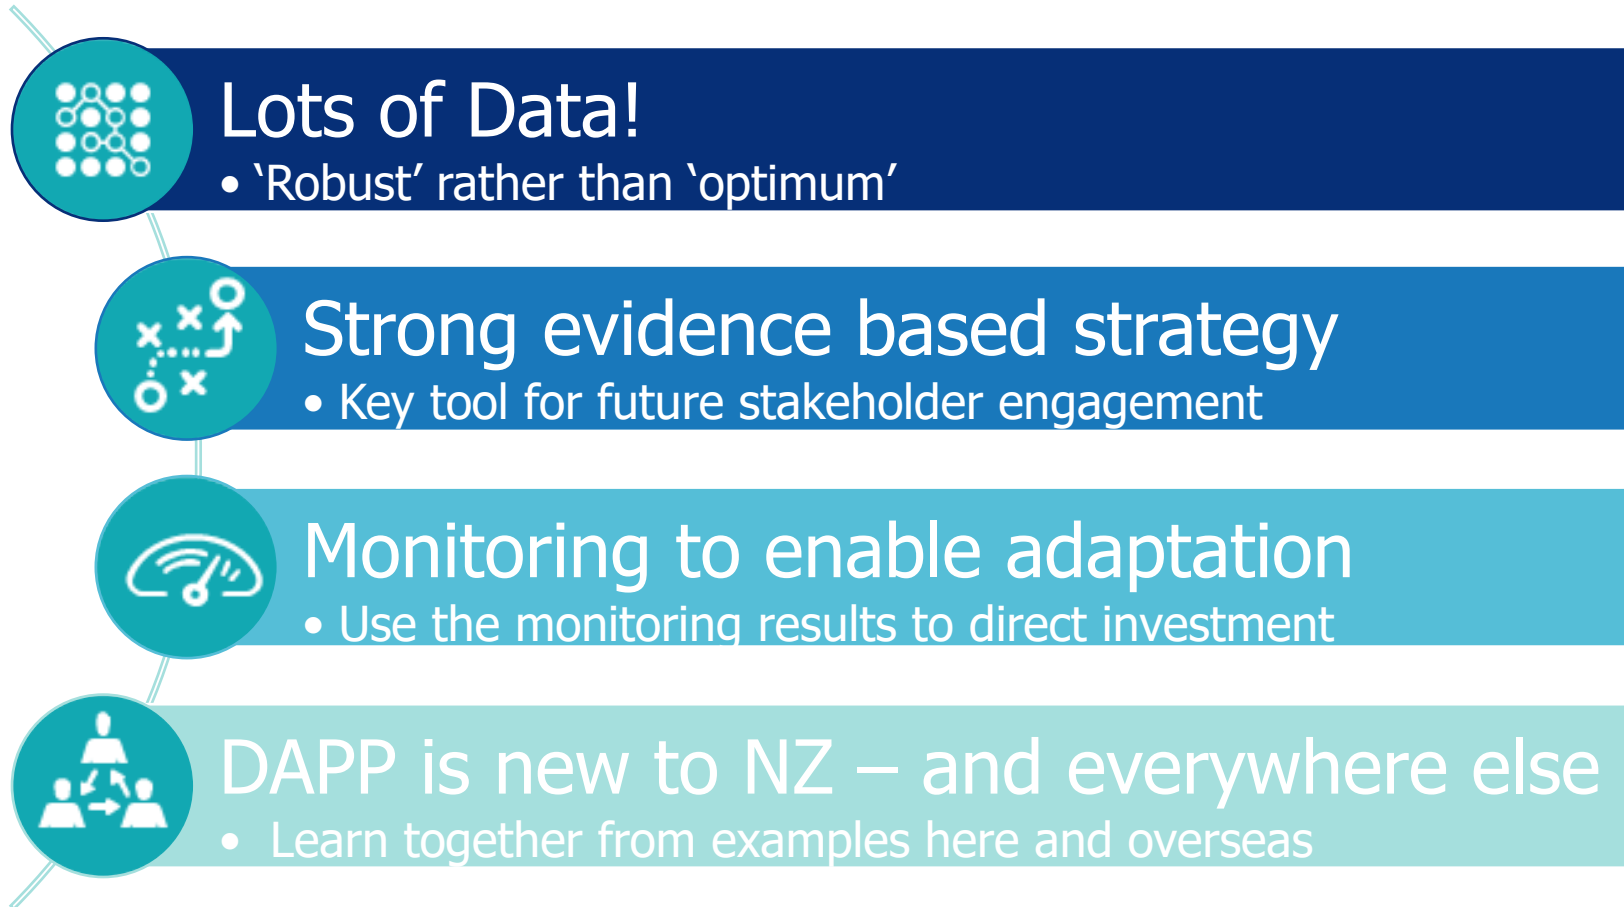 Lots of Data!
• ‘Robust’ rather than ‘optimum’
Strong evidence based strategy
• Key tool for future stakeholder engagement
Monitoring to enable adaptation
• Use the monitoring results to direct investment
DAPP is new to NZ – and everywhere else
• Learn together from examples here and overseas